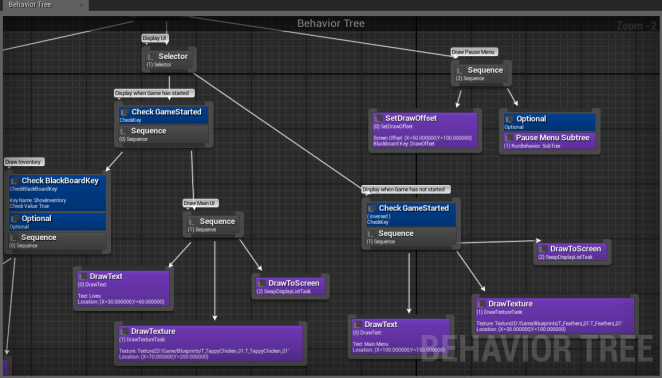 Behavior Tree
Behavior Tree
Zoom -2
Display UI
Selector
(1) Selector
Draw Pause Menu
Sequence
(2) Sequence
Display when Game has started
Check GameStarted
CheckKey
Sequence
(0) Sequence
SetDrawOffset
(0) SetDrawOffset
Screen Offset: (X=50.000000,Y=100.000000)
Blackboard Key: DrawOffset
Optional
Optional
Pause Menu Subtree
(1) RunBehavior: SubTree
Draw Inventory
Check BlackBoardKey
CheckBlackBoardKey:
Key Name: ShowInventory
Check Value: True
Optional
Optional
Sequence
(0) Sequence
Draw Main UI
Sequence
(1) Sequence
Display when Game has not started
Check GameStarted
( inversed )
CheckKey
Sequence
(1) Sequence
DrawText
(0) DrawText
Text: Lives:
Location: (X=30.000000,Y=60.000000)
DrawToScreen
(2) SwapDisplayListTask
DrawToScreen
(2) SwapDisplayListTask
DrawTexture
(1) DrawTextureTask:
Texture: Texture2D'/Game/Blueprints/T_TappyChicken_01.T_TappyChicken_01'
Location: (X=70.000000,Y=200.000000)
DrawText
(0) DrawText
Text: Main Menu
Location: (X=100.000000,Y=150.000000)
DrawTexture
(1) DrawTextureTask:
Texture: Texture2D'/Game/Blueprints/T_Feathers_01.T_Feathers_01'
Location: (X=30.000000,Y=100.000000)
BEHAVIOR TREE